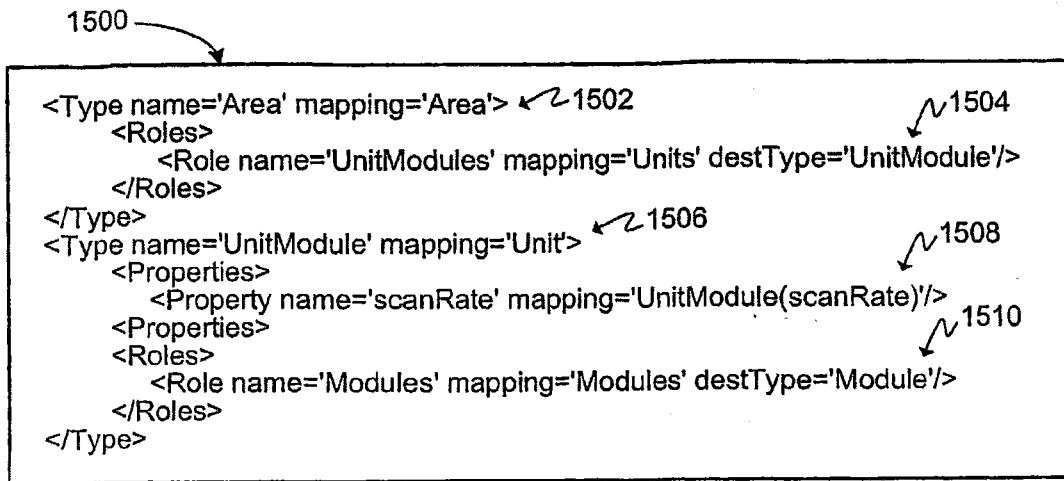 1500
<Type name='Area' mapping='Area'> 1502
<Roles> 1504
<Role name='UnitModules' mapping='Units' destType='UnitModule'/>
</Roles>
</Type>
<Type name='UnitModule' mapping='Unit'> 1506
<Properties> 1508
<Property name='scanRate' mapping='UnitModule(scanRate)'/>
<Properties>
<Roles> 1510
<Role name='Modules' mapping='Modules' destType='Module'/>
</Roles>
</Type>